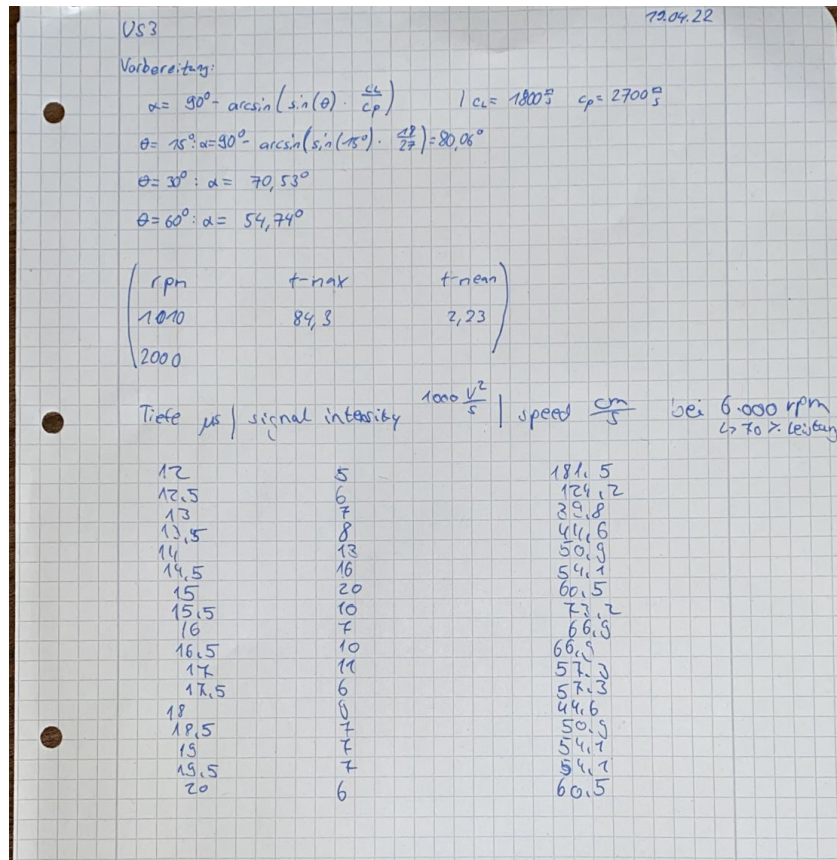 19.04.22
US3
Vorbereitung:
α = 90° - arcsin(sin(θ) · cL/cp) | cL = 1800 m/s cp = 2700 m/s
θ = 15°: α = 90° - arcsin(sin(15°) · 18/27) = 80,06°
θ = 30°: α = 70,53°
θ = 60°: α = 54,74°
rpm f-max f-mean
1010 84,3 2,23
2000
Tiefe µs | signal intensity 1000 V²/s | speed cm/s bei 6.000 rpm
↳ 70 % Leistung
12 5 181,5
12,5 6 124,2
13 7 39,8
13,5 8 44,6
14 13 50,9
14,5 16 54,1
15 20 60,5
15,5 10 73,2
16 7 66,9
16,5 10 66,9
17 11 57,3
17,5 6 57,3
18 44,6
18,5 7 50,9
19 7 54,1
19,5 7 54,1
20 6 60,5